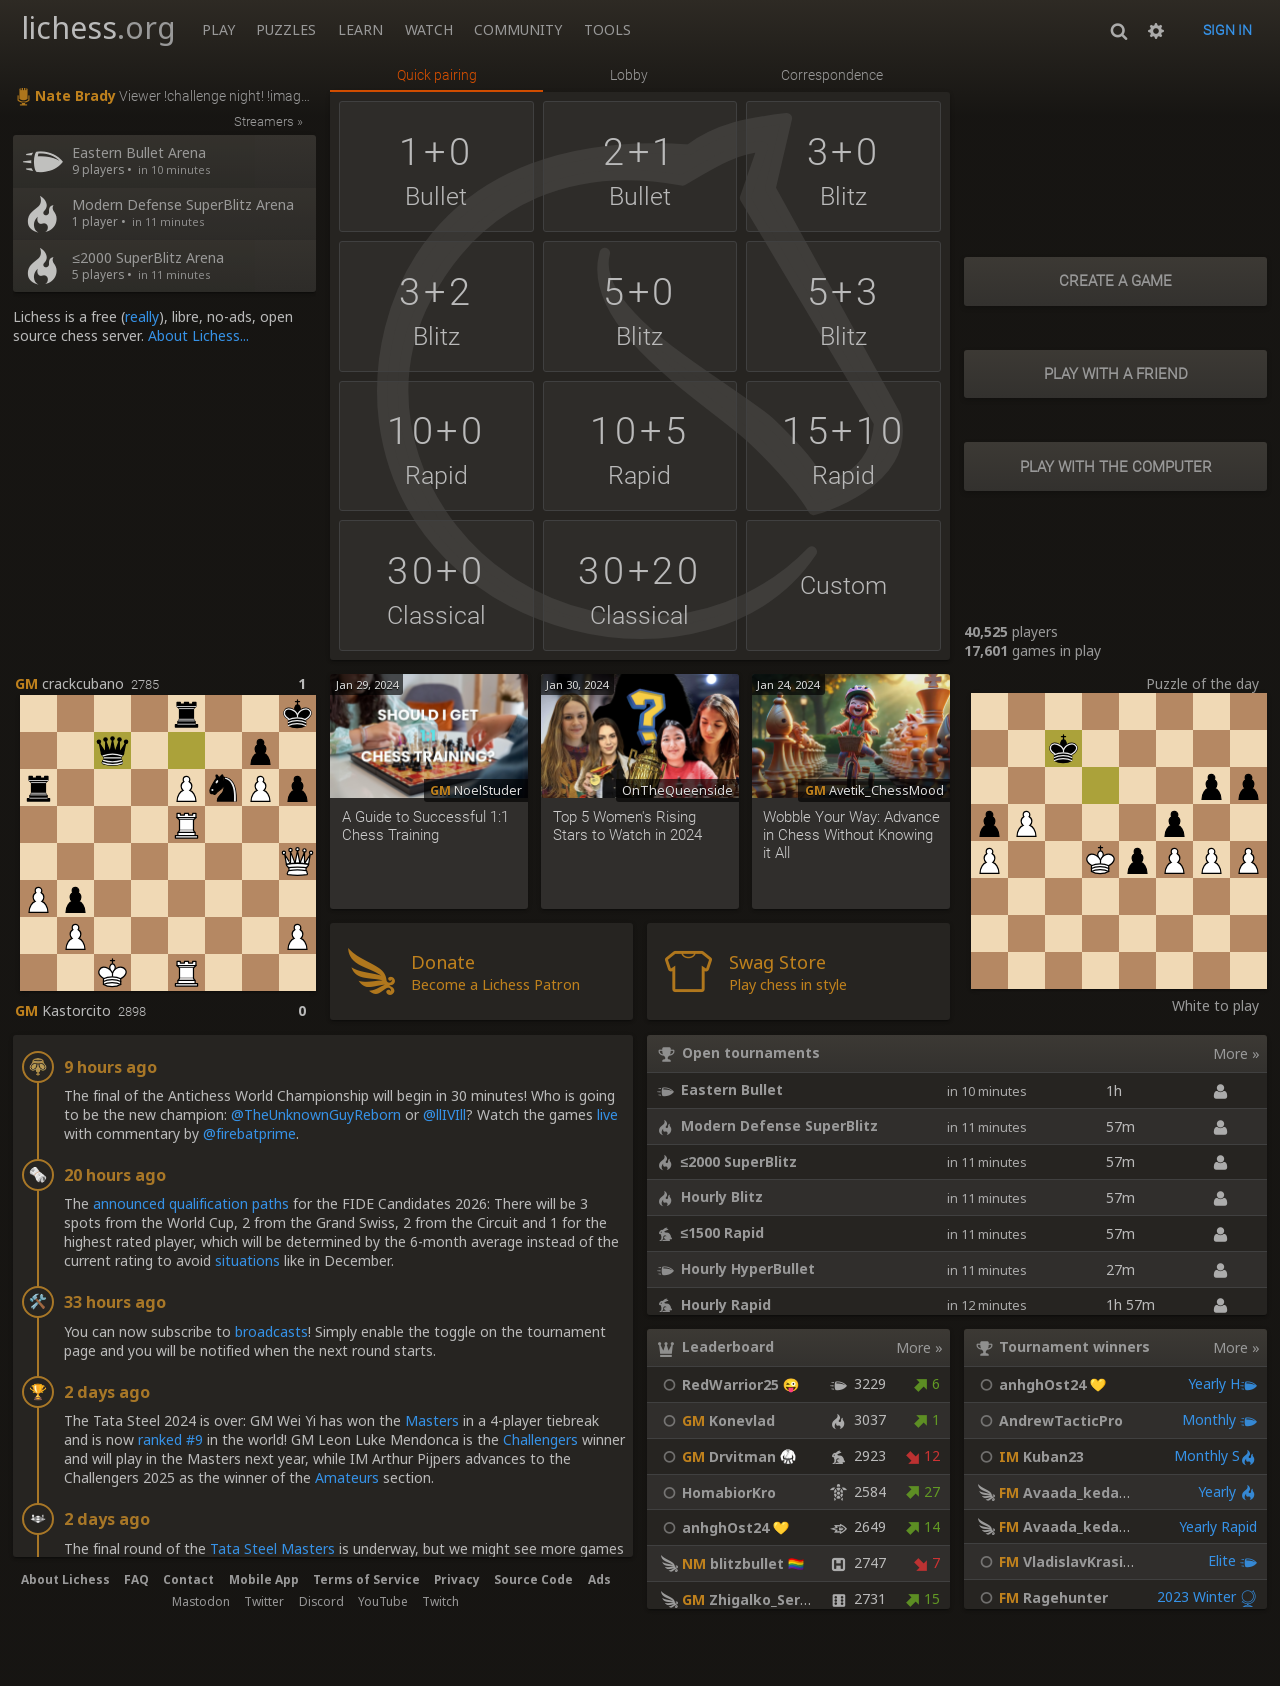 lichess.org
PLAY PUZZLES LEARN WATCH COMMUNITY TOOLS
SIGN IN
Nate Brady Viewer !challenge night! !imag...
Streamers »
Eastern Bullet Arena
9 players • in 10 minutes
Modern Defense SuperBlitz Arena
1 player • in 11 minutes
≤2000 SuperBlitz Arena
5 players • in 11 minutes
Lichess is a free (really), libre, no-ads, open
source chess server. About Lichess...
Quick pairing Lobby Correspondence
1+0 2+1 3+0
Bullet Bullet Blitz
3+2 5+0 5+3
Blitz Blitz Blitz
10+0 10+5 15+10
Rapid Rapid Rapid
30+0 30+20 Custom
Classical Classical
CREATE A GAME
PLAY WITH A FRIEND
PLAY WITH THE COMPUTER
40,525 players
17,601 games in play
GM crackcubano 2785 1
GM Kastorcito 2898 0
Jan 29, 2024
SHOULD I GET
1:1
CHESS TRAINING?
GM NoelStuder
A Guide to Successful 1:1
Chess Training
Jan 30, 2024
?
OnTheQueenside
Top 5 Women's Rising
Stars to Watch in 2024
Jan 24, 2024
GM Avetik_ChessMood
Wobble Your Way: Advance
in Chess Without Knowing
it All
Donate
Become a Lichess Patron
Swag Store
Play chess in style
Puzzle of the day
White to play
9 hours ago
The final of the Antichess World Championship will begin in 30 minutes! Who is going
to be the new champion: @TheUnknownGuyReborn or @llIVIll? Watch the games live
with commentary by @firebatprime.
20 hours ago
The announced qualification paths for the FIDE Candidates 2026: There will be 3
spots from the World Cup, 2 from the Grand Swiss, 2 from the Circuit and 1 for the
highest rated player, which will be determined by the 6-month average instead of the
current rating to avoid situations like in December.
33 hours ago
You can now subscribe to broadcasts! Simply enable the toggle on the tournament
page and you will be notified when the next round starts.
2 days ago
The Tata Steel 2024 is over: GM Wei Yi has won the Masters in a 4-player tiebreak
and is now ranked #9 in the world! GM Leon Luke Mendonca is the Challengers winner
and will play in the Masters next year, while IM Arthur Pijpers advances to the
Challengers 2025 as the winner of the Amateurs section.
2 days ago
The final round of the Tata Steel Masters is underway, but we might see more games
Open tournaments More »
Eastern Bullet in 10 minutes 1h
Modern Defense SuperBlitz in 11 minutes 57m
≤2000 SuperBlitz in 11 minutes 57m
Hourly Blitz in 11 minutes 57m
≤1500 Rapid in 11 minutes 57m
Hourly HyperBullet in 11 minutes 27m
Hourly Rapid in 12 minutes 1h 57m
Leaderboard More »
RedWarrior25 😜 3229 6
GM Konevlad 3037 1
GM Drvitman 🥋 2923 12
HomabiorKro 2584 27
anhghOst24 💛 2649 14
NM blitzbullet 🏳️‍🌈 2747 7
GM Zhigalko_Ser... 2731 15
Tournament winners More »
anhghOst24 💛 Yearly H
AndrewTacticPro Monthly
IM Kuban23 Monthly S
FM Avaada_keda... Yearly
FM Avaada_keda... Yearly Rapid
FM VladislavKrasi... Elite
FM Ragehunter 2023 Winter
About Lichess FAQ Contact Mobile App Terms of Service Privacy Source Code Ads
Mastodon Twitter Discord YouTube Twitch